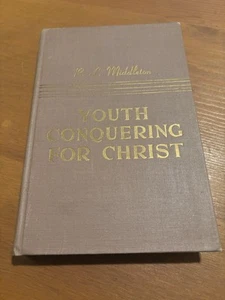 Middleton
YOUTH
CONQUERING
FOR CHRIST